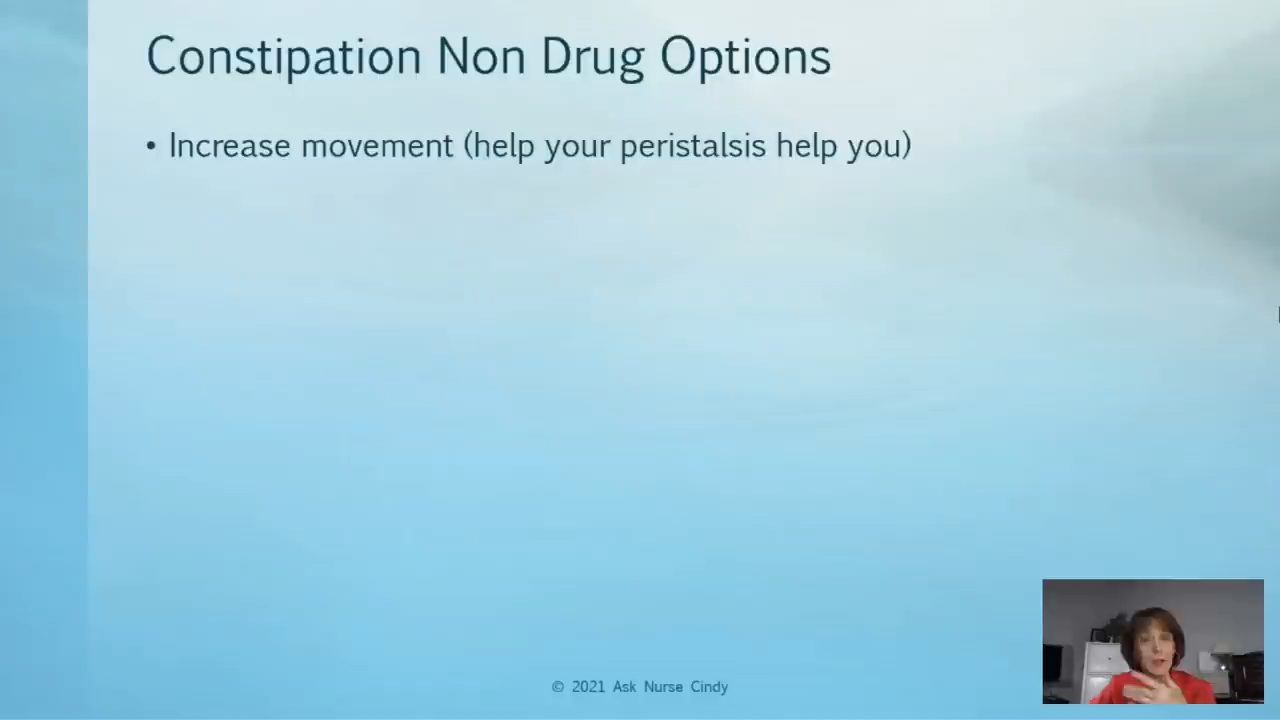 Constipation Non Drug Options
• Increase movement (help your peristalsis help you)
© 2021 Ask Nurse Cindy